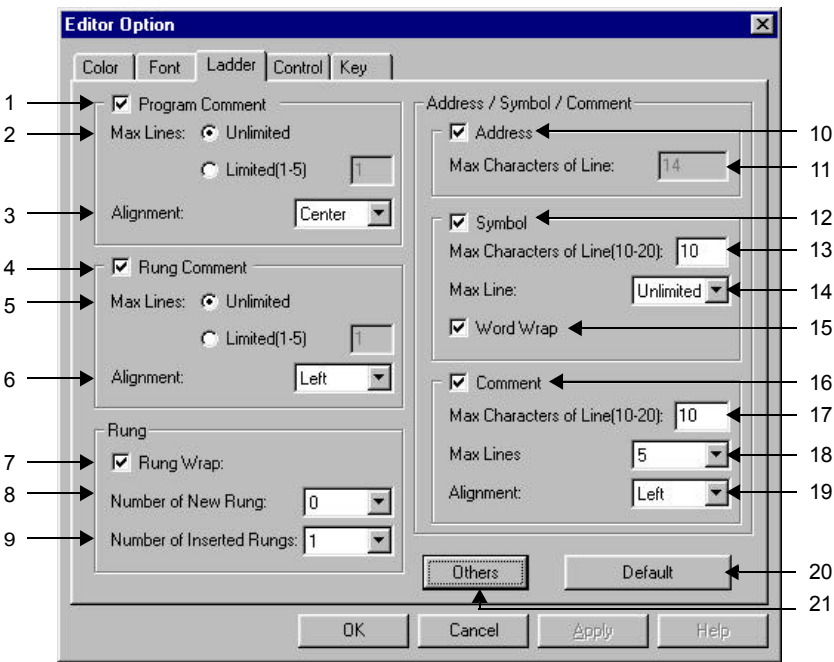 Editor Option
Color Font Ladder Control Key
1 Program Comment
2 Max Lines: Unlimited
Limited(1-5) 1
3 Alignment: Center
4 Rung Comment
5 Max Lines: Unlimited
Limited(1-5) 1
6 Alignment: Left
Rung
7 Rung Wrap:
8 Number of New Rung: 0
9 Number of Inserted Rungs: 1
Address / Symbol / Comment
Address 10
Max Characters of Line: 14 11
Symbol 12
Max Characters of Line(10-20): 10 13
Max Line: Unlimited 14
Word Wrap 15
Comment 16
Max Characters of Line(10-20): 10 17
Max Lines 5 18
Alignment: Left 19
Others Default 20
21
OK Cancel Apply Help